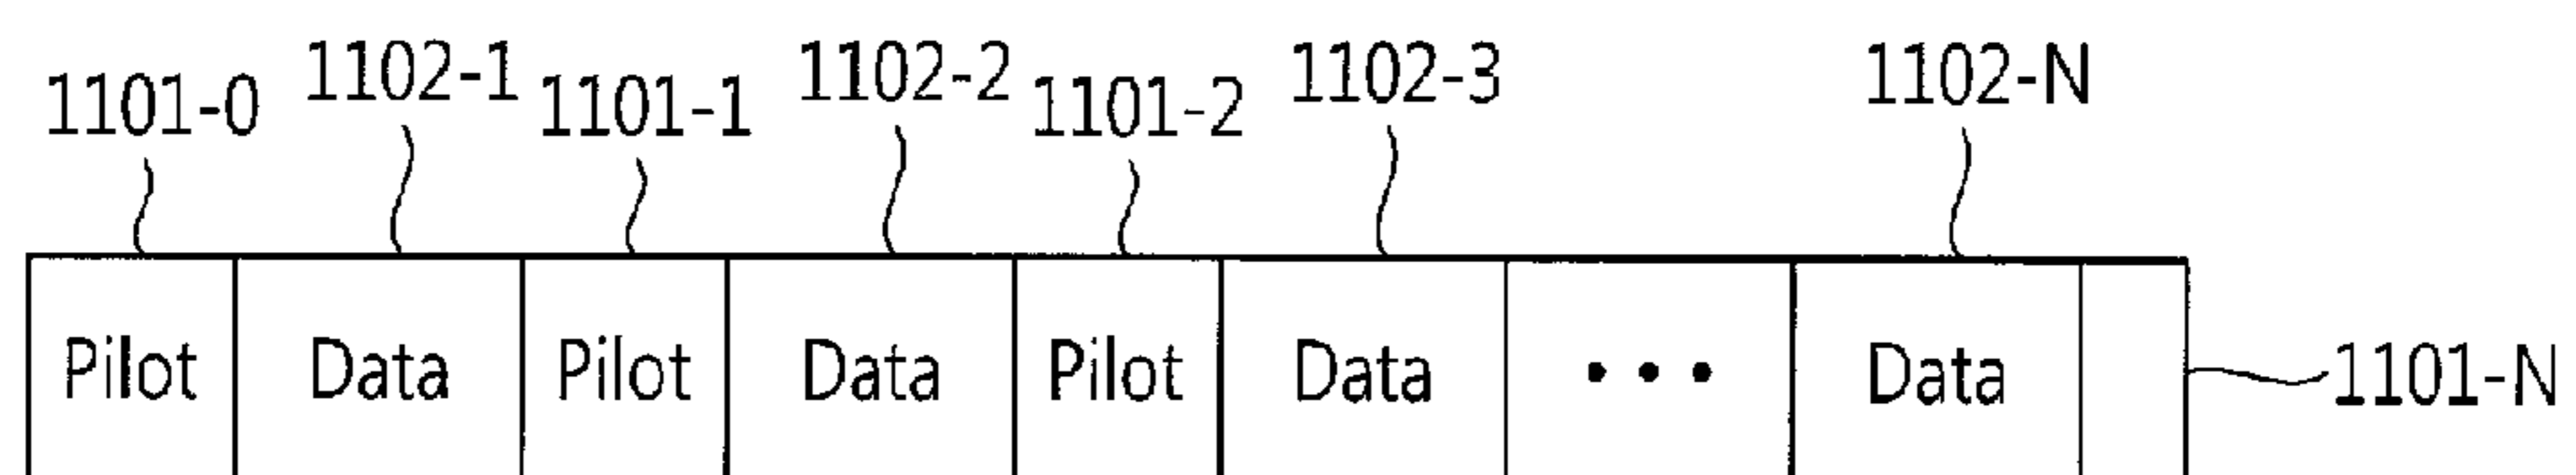 1101-0 1102-1 1101-1 1102-2 1101-2 1102-3 1102-N
Pilot Data Pilot Data Pilot Data ••• Data 1101-N